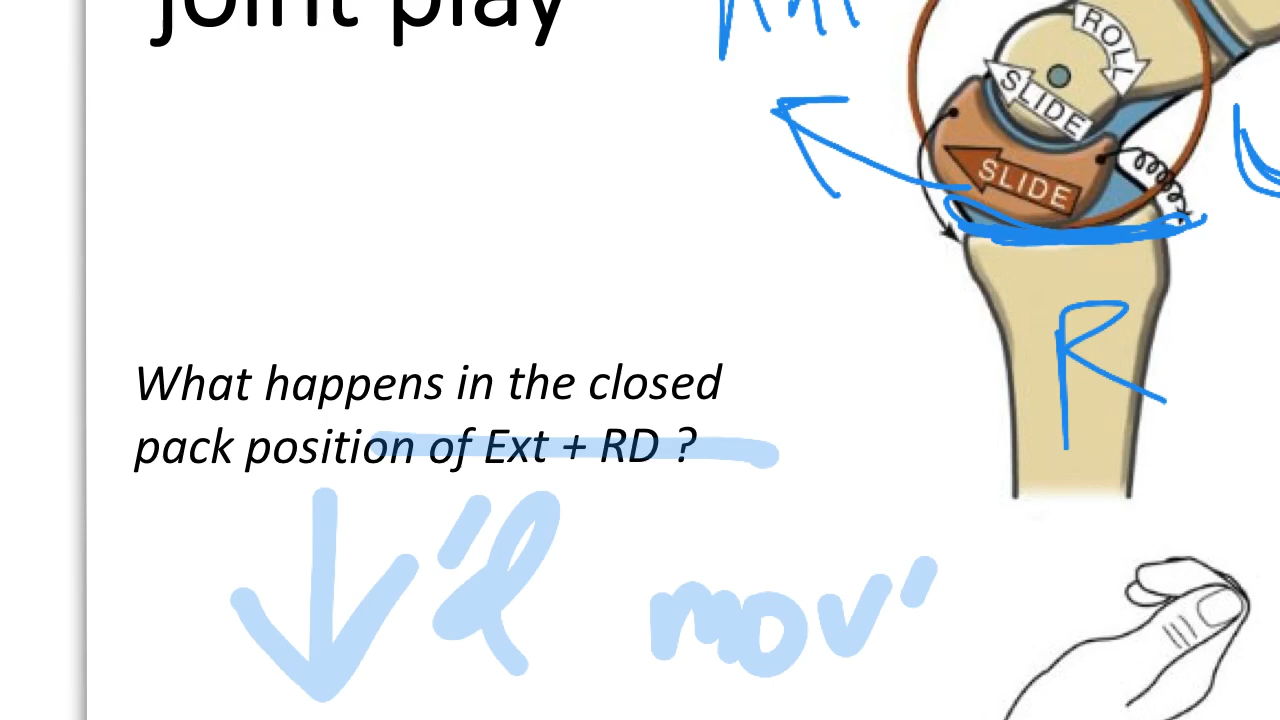 joint play
ROLL
SLIDE
SLIDE
R
What happens in the closed
pack position of Ext + RD ?
↓'d mov'